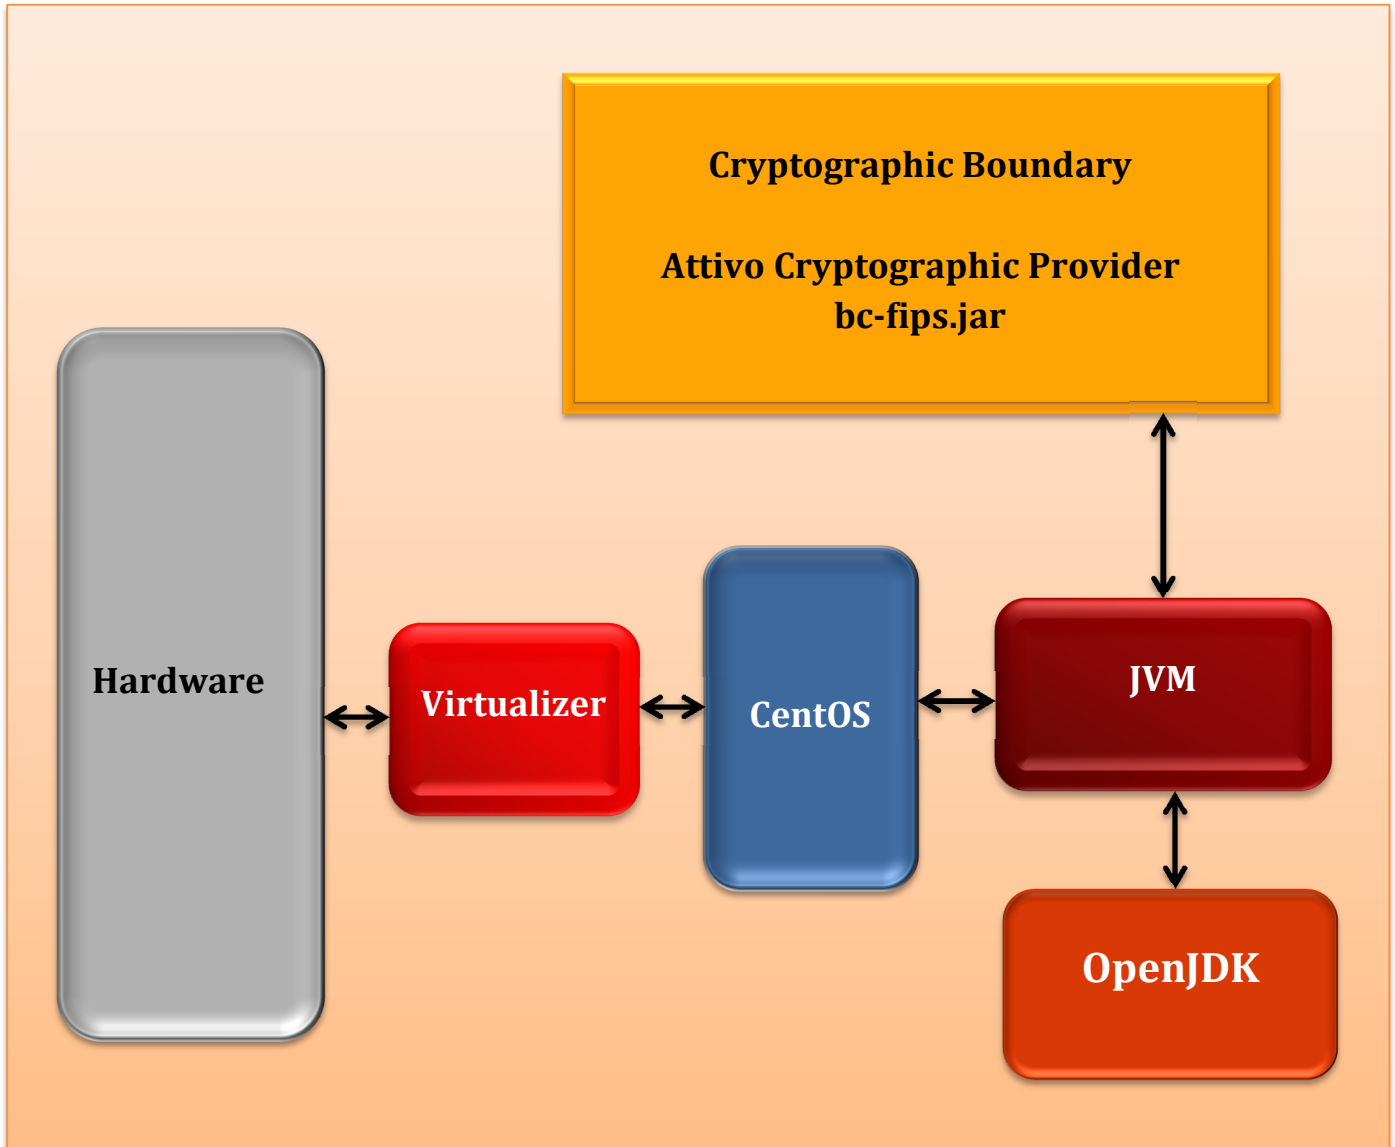 Cryptographic Boundary
Attivo Cryptographic Provider
bc-fips.jar
Hardware
Virtualizer
CentOS
JVM
OpenJDK